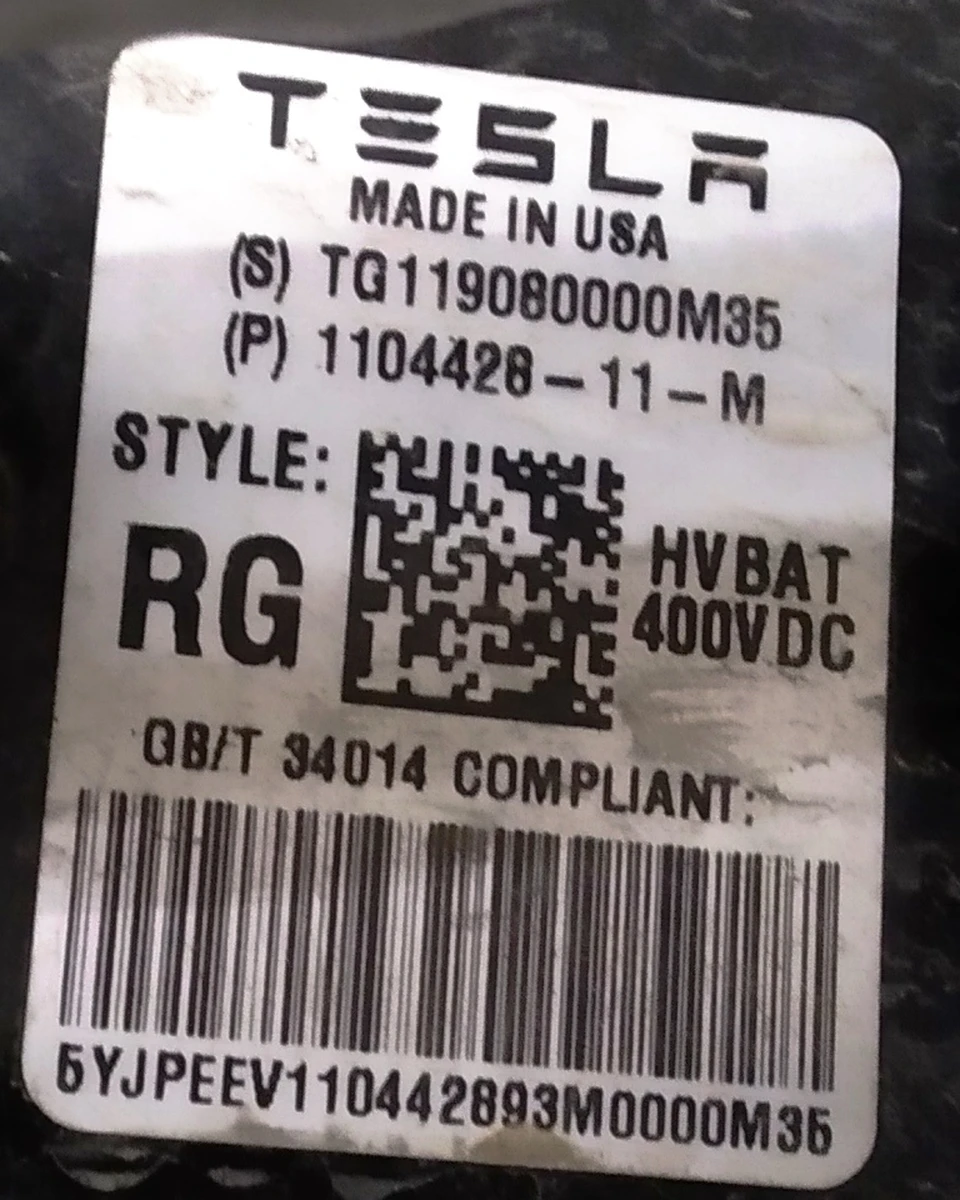 TESLA
MADE IN USA
(S) TG119080000M35
(P) 1104428-11-M
STYLE:
RG
HVBAT
400VDC
GB/T 34014 COMPLIANT:
5YJPEEV110442893M0000M35